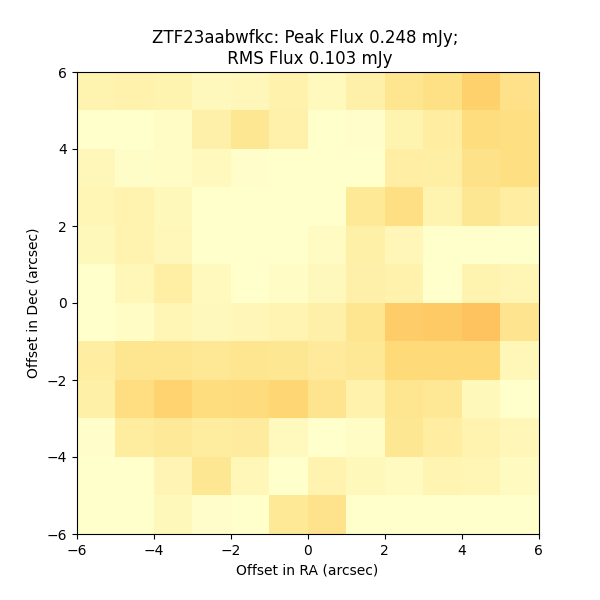 ZTF23aabwfkc: Peak Flux 0.248 mJy;
RMS Flux 0.103 mJy
6
4
2
0
−2
−4
−6
Offset in Dec (arcsec)
−6 −4 −2 0 2 4 6
Offset in RA (arcsec)